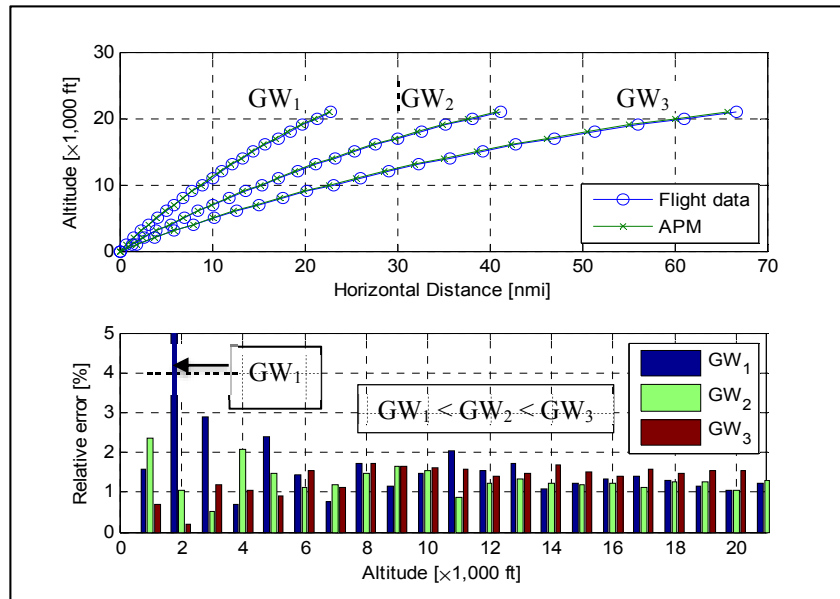 30
20
10
0
Altitude [×1,000 ft]
GW1
GW2
GW3
Flight data
APM
0 10 20 30 40 50 60 70
Horizontal Distance [nmi]
5
4
3
2
1
0
Relative error [%]
GW1
GW1 < GW2 < GW3
GW1
GW2
GW3
0 2 4 6 8 10 12 14 16 18 20
Altitude [×1,000 ft]